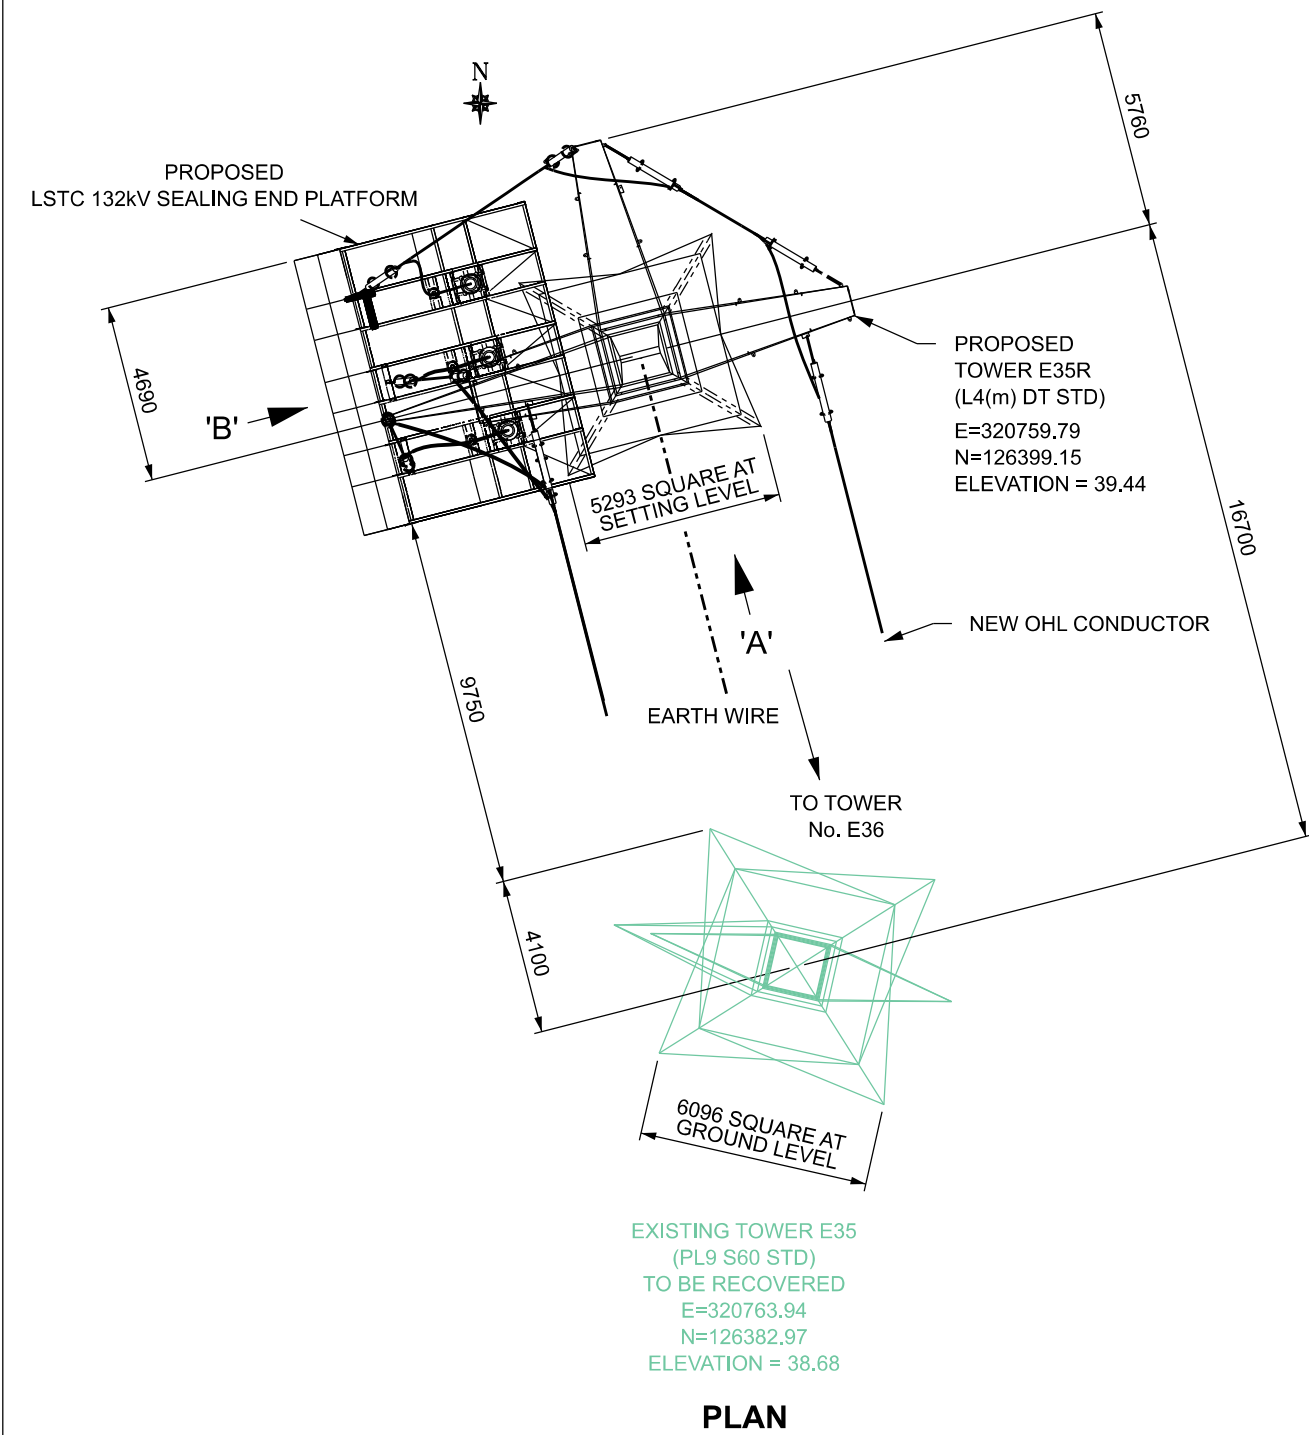 N
5760
PROPOSED
LSTC 132kV SEALING END PLATFORM
4690
'B'
PROPOSED
TOWER E35R
(L4(m) DT STD)
E=320759.79
N=126399.15
ELEVATION = 39.44
5293 SQUARE AT
SETTING LEVEL
16700
'A'
NEW OHL CONDUCTOR
9750
EARTH WIRE
TO TOWER
No. E36
4100
6096 SQUARE AT
GROUND LEVEL
EXISTING TOWER E35
(PL9 S60 STD)
TO BE RECOVERED
E=320763.94
N=126382.97
ELEVATION = 38.68
PLAN